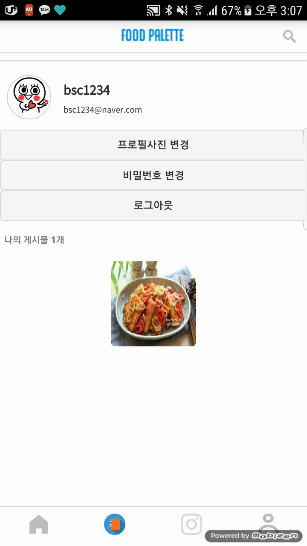 67% 오후 3:07
FOOD PALETTE
bsc1234
bsc1234@naver.com
프로필사진 변경
비밀번호 변경
로그아웃
나의 게시물 1개
Powered by MoDizen